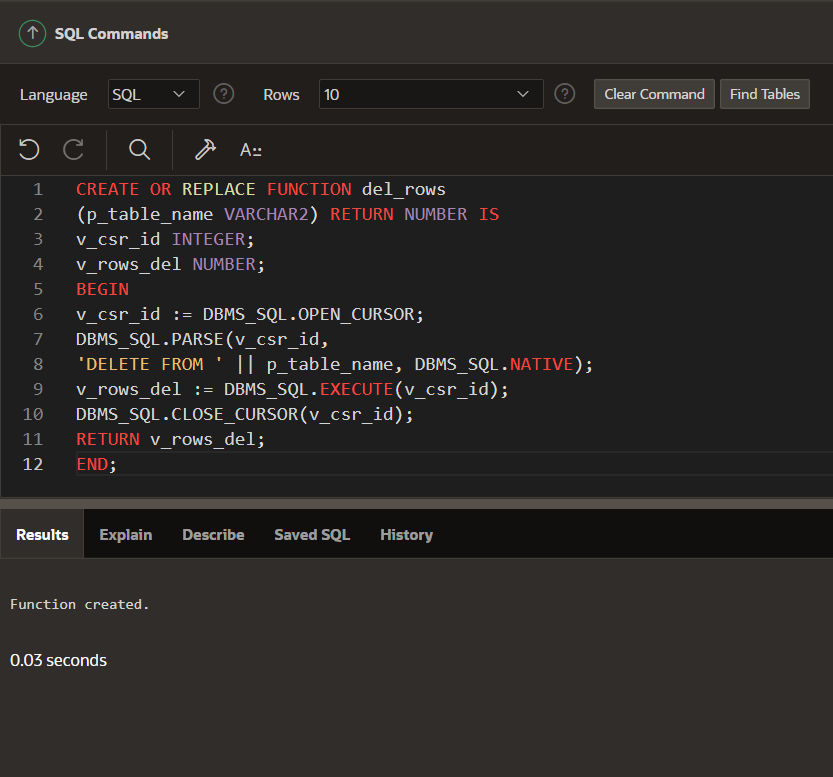 SQL Commands
Language SQL ? Rows 10 ? Clear Command Find Tables
A::
1 CREATE OR REPLACE FUNCTION del_rows
2 (p_table_name VARCHAR2) RETURN NUMBER IS
3 v_csr_id INTEGER;
4 v_rows_del NUMBER;
5 BEGIN
6 v_csr_id := DBMS_SQL.OPEN_CURSOR;
7 DBMS_SQL.PARSE(v_csr_id,
8 'DELETE FROM ' || p_table_name, DBMS_SQL.NATIVE);
9 v_rows_del := DBMS_SQL.EXECUTE(v_csr_id);
10 DBMS_SQL.CLOSE_CURSOR(v_csr_id);
11 RETURN v_rows_del;
12 END;
Results Explain Describe Saved SQL History
Function created.
0.03 seconds